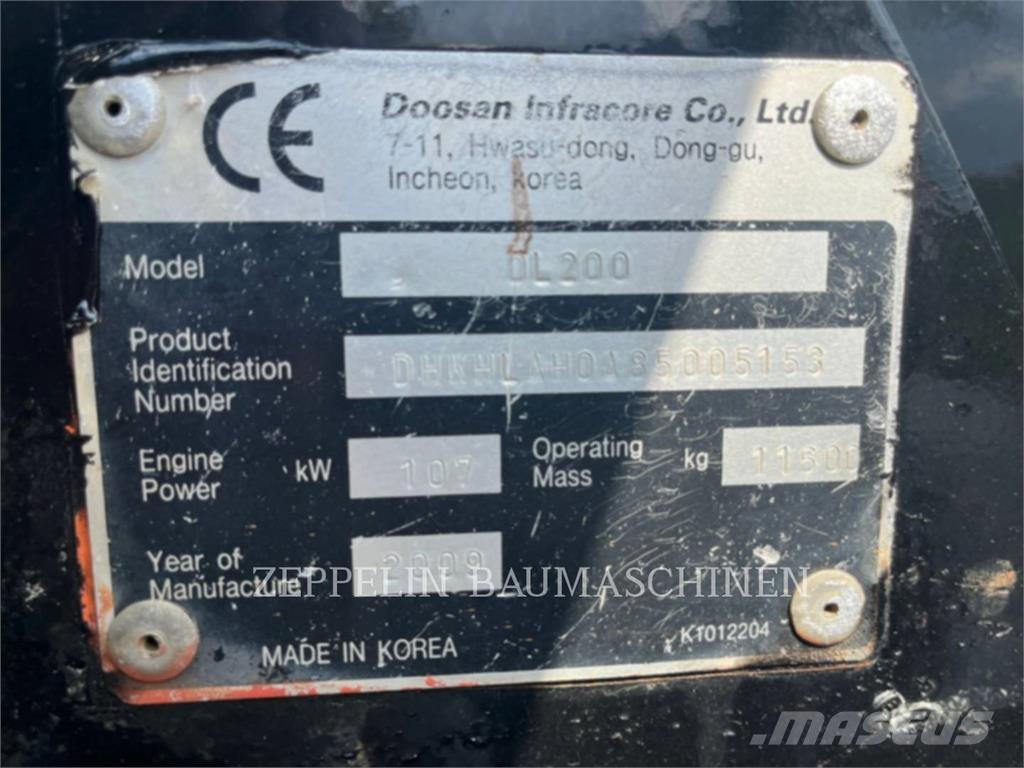 CE
Doosan Infracore Co., Ltd.
7-11, Hwasu-dong, Dong-gu,
Incheon, Korea
Model DL200
Product
Identification
Number
Engine
Power kW 107
Operating
Mass kg
Year of
Manufacture 2009
ZEPPELIN BAUMASCHINEN
MADE IN KOREA
K1012204
MASCUS